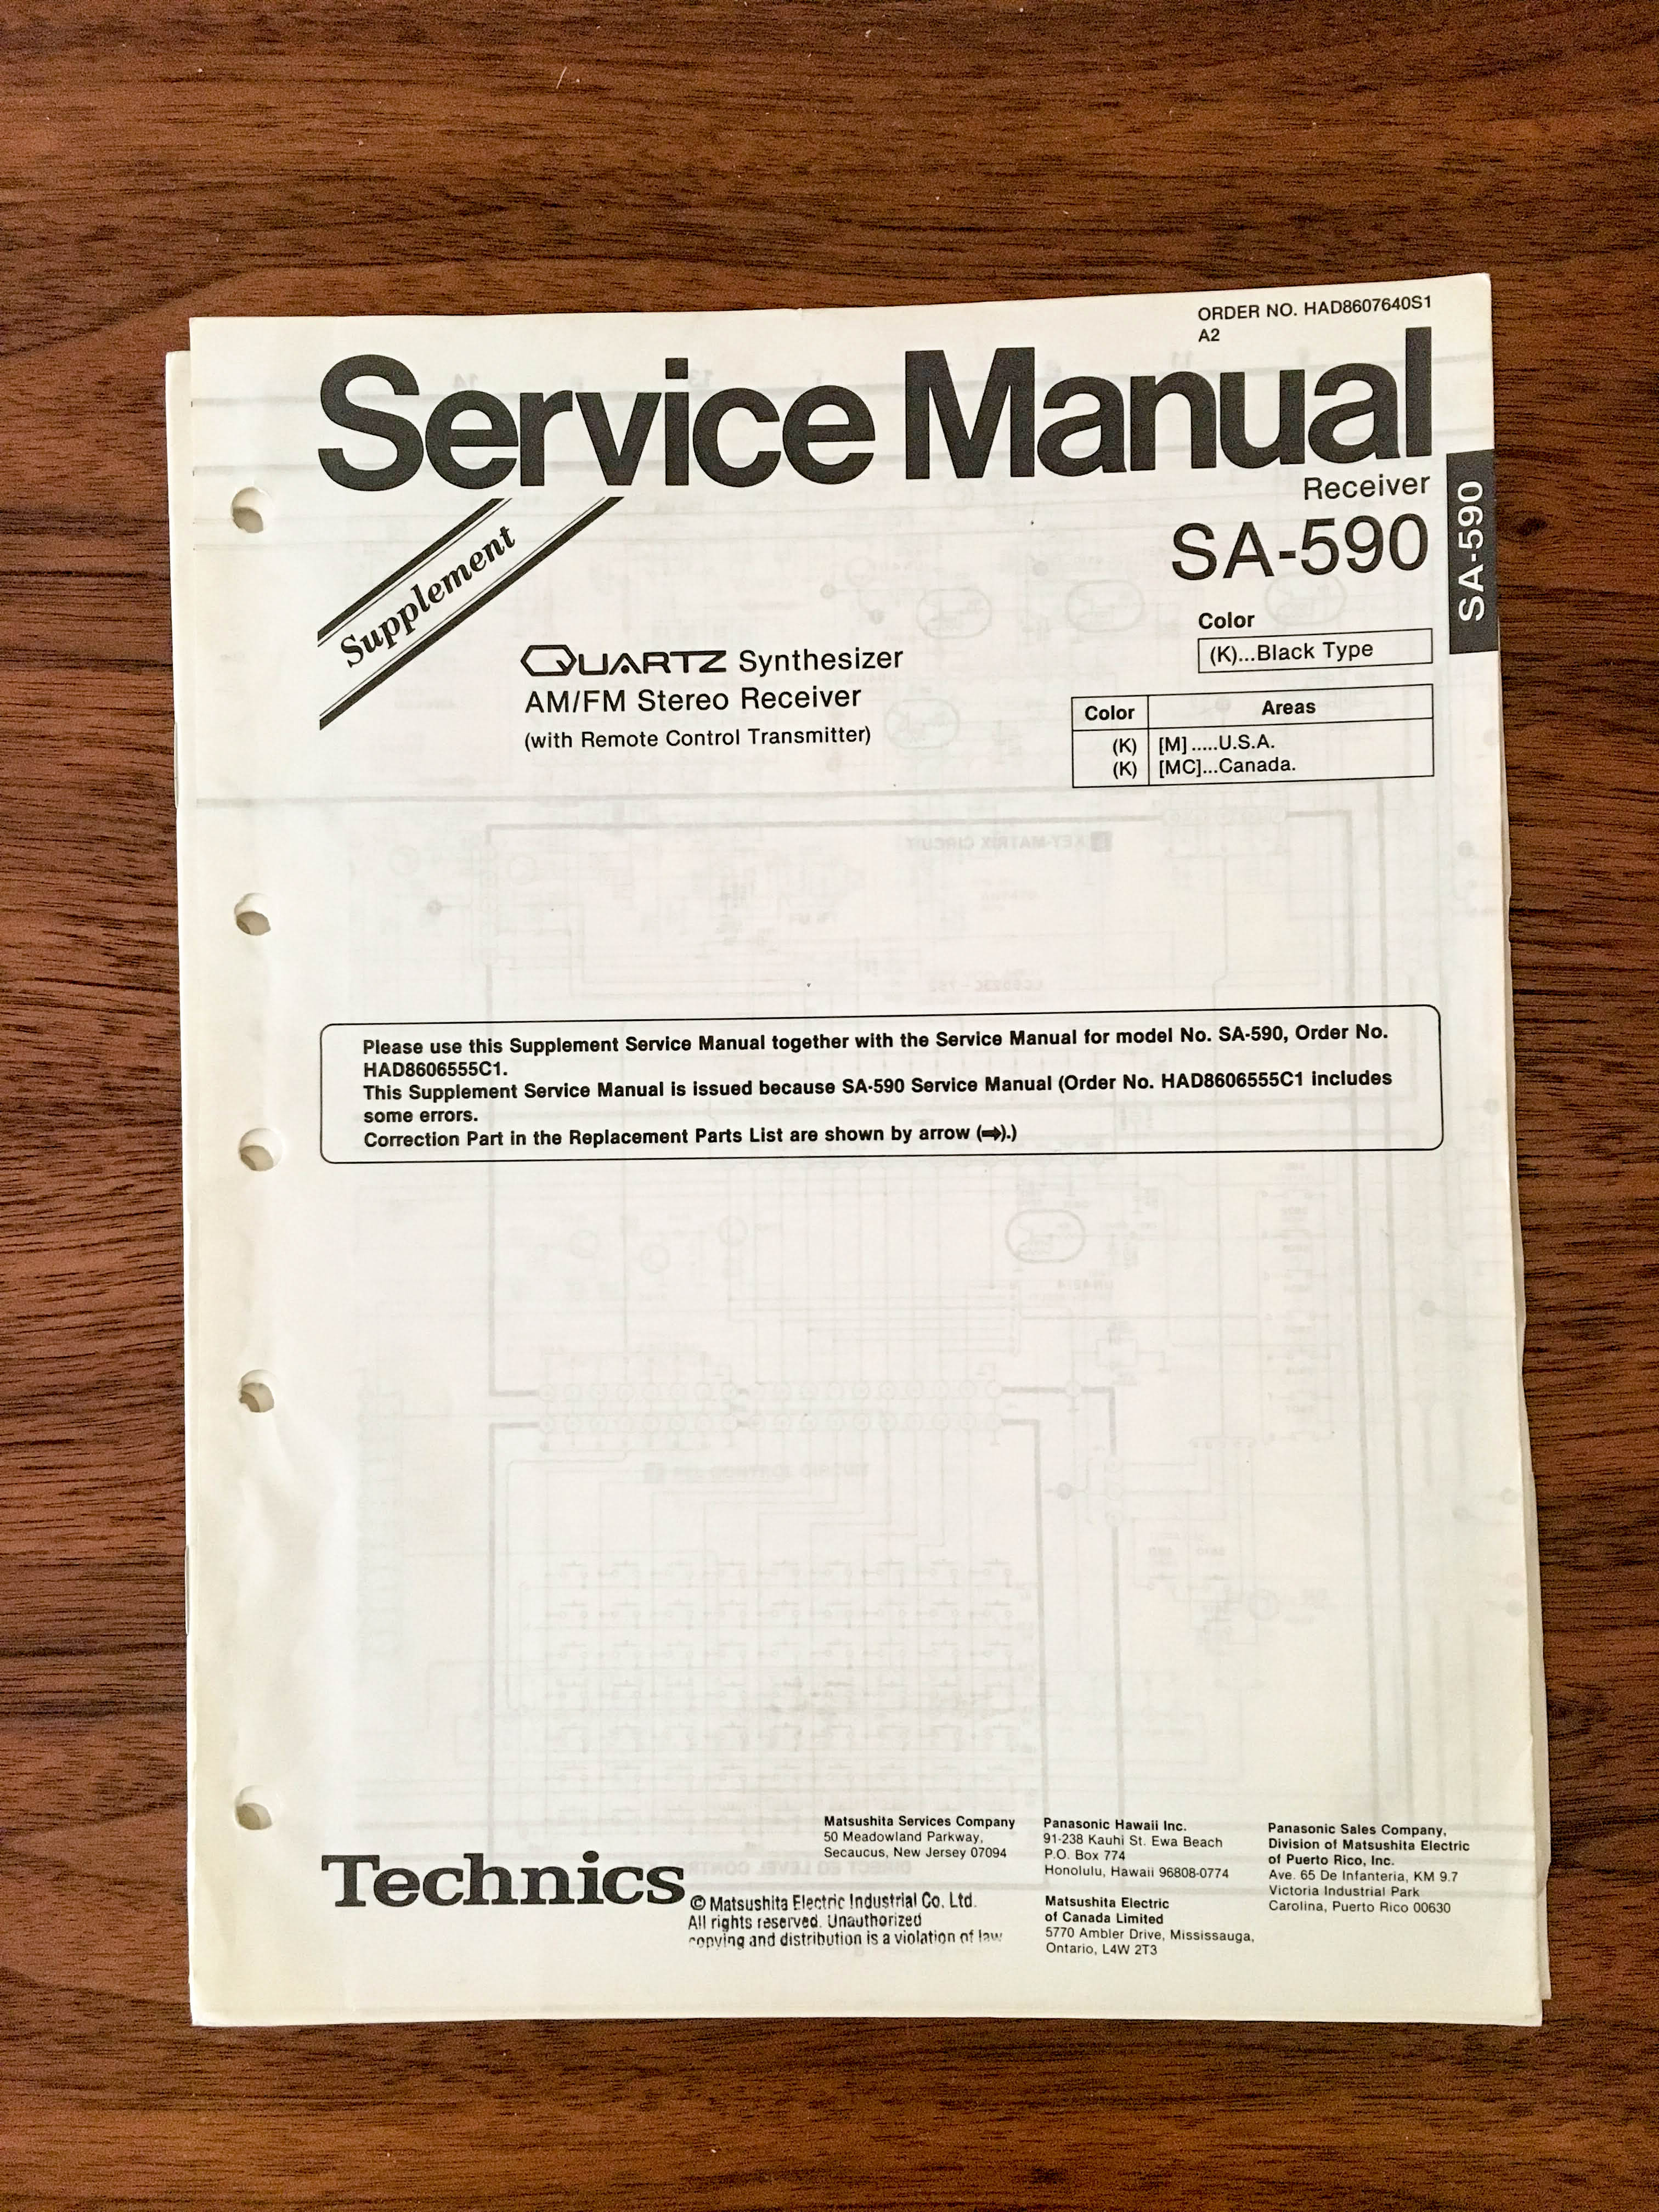 ORDER NO. HAD8607640S1
A2
Service Manual
Receiver
SA-590
SA-590
Supplement
Color
(K)...Black Type
QUARTZ Synthesizer
AM/FM Stereo Receiver
(with Remote Control Transmitter)
Color Areas
(K) [M].....U.S.A.
(K) [MC]...Canada.
Please use this Supplement Service Manual together with the Service Manual for model No. SA-590, Order No.
HAD8606555C1.
This Supplement Service Manual is issued because SA-590 Service Manual (Order No. HAD8606555C1 includes
some errors.
Correction Part in the Replacement Parts List are shown by arrow (➡).)
Technics
© Matsushita Electric Industrial Co. Ltd.
All rights reserved. Unauthorized
copying and distribution is a violation of law
Matsushita Services Company
50 Meadowland Parkway,
Secaucus, New Jersey 07094
Panasonic Hawaii Inc.
91-238 Kauhi St. Ewa Beach
P.O. Box 774
Honolulu, Hawaii 96808-0774
Matsushita Electric
of Canada Limited
5770 Ambler Drive, Mississauga,
Ontario, L4W 2T3
Panasonic Sales Company,
Division of Matsushita Electric
of Puerto Rico, Inc.
Ave. 65 De Infanteria, KM 9.7
Victoria Industrial Park
Carolina, Puerto Rico 00630